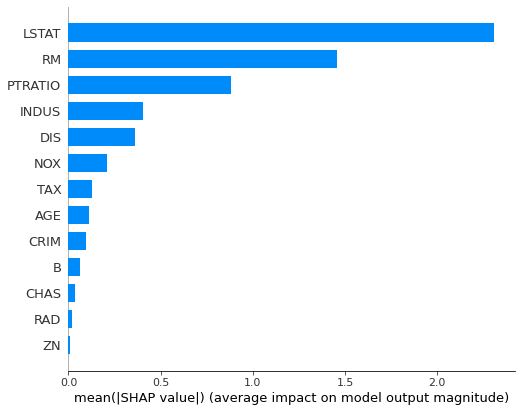 LSTAT
RM
PTRATIO
INDUS
DIS
NOX
TAX
AGE
CRIM
B
CHAS
RAD
ZN
0.0 0.5 1.0 1.5 2.0
mean(|SHAP value|) (average impact on model output magnitude)